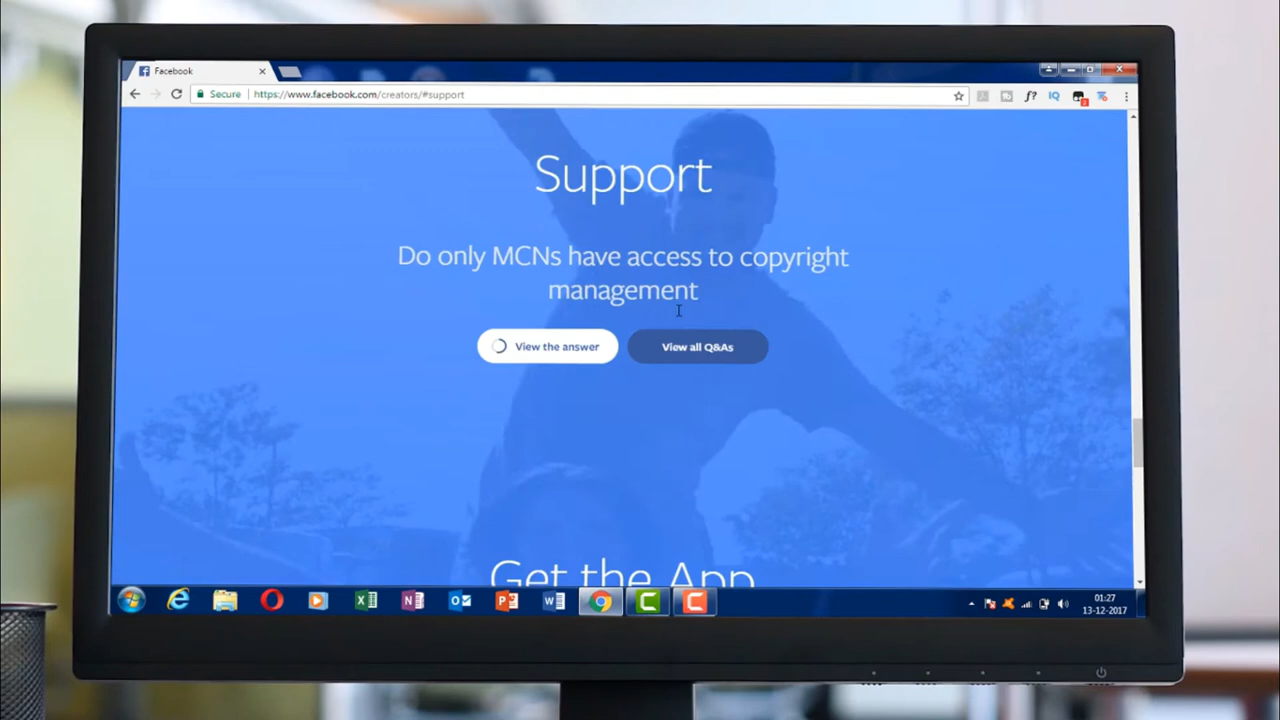 Facebook
Secure https://www.facebook.com/creators/#support
f? IQ
Support
Do only MCNs have access to copyright
management
View the answer View all Q&As
Get the App
01:27
13-12-2017